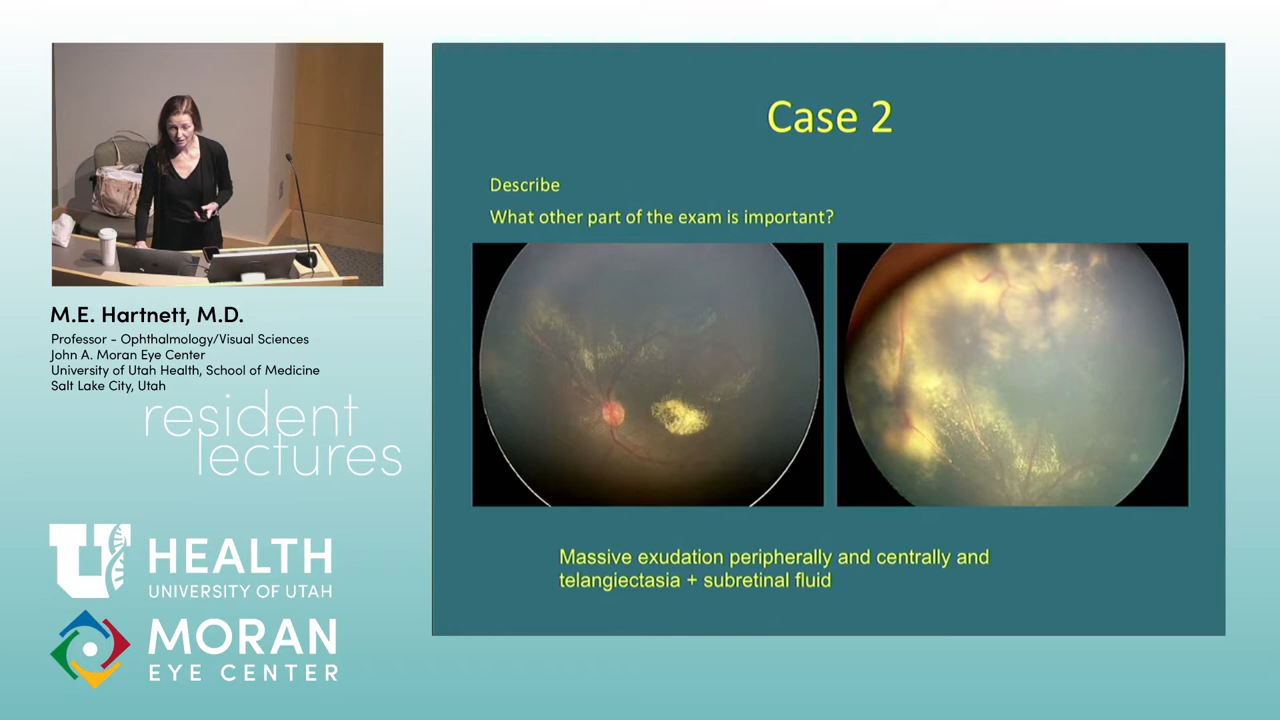 M.E. Hartnett, M.D.
Professor - Ophthalmology/Visual Sciences
John A. Moran Eye Center
University of Utah Health, School of Medicine
Salt Lake City, Utah
resident
lectures
U HEALTH
UNIVERSITY OF UTAH
MORAN
EYE CENTER
Case 2
Describe
What other part of the exam is important?
Massive exudation peripherally and centrally and
telangiectasia + subretinal fluid